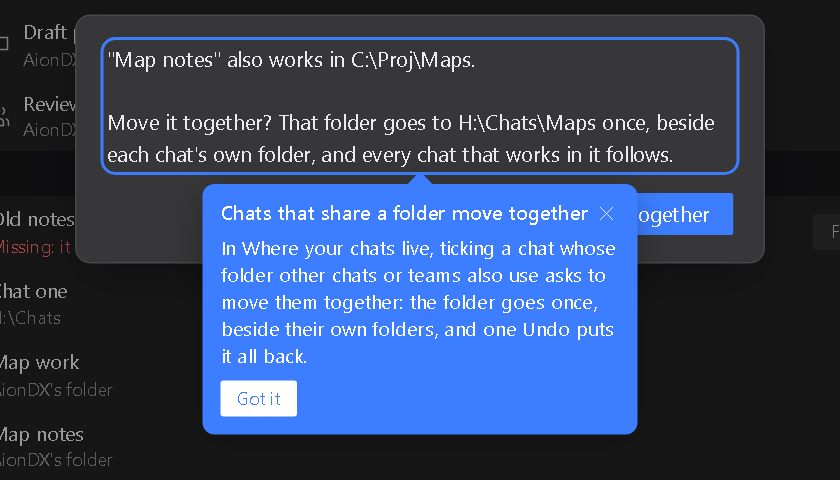 Draft
AionDX
Review
AionDX
"Map notes" also works in C:\Proj\Maps.
Move it together? That folder goes to H:\Chats\Maps once, beside
each chat's own folder, and every chat that works in it follows.
ogether
Chats that share a folder move together
In Where your chats live, ticking a chat whose
folder other chats or teams also use asks to
move them together: the folder goes once,
beside their own folders, and one Undo puts
it all back.
Got it
Old notes
Missing: it
F
Chat one
H:\Chats
Map work
AionDX's folder
Map notes
AionDX's folder